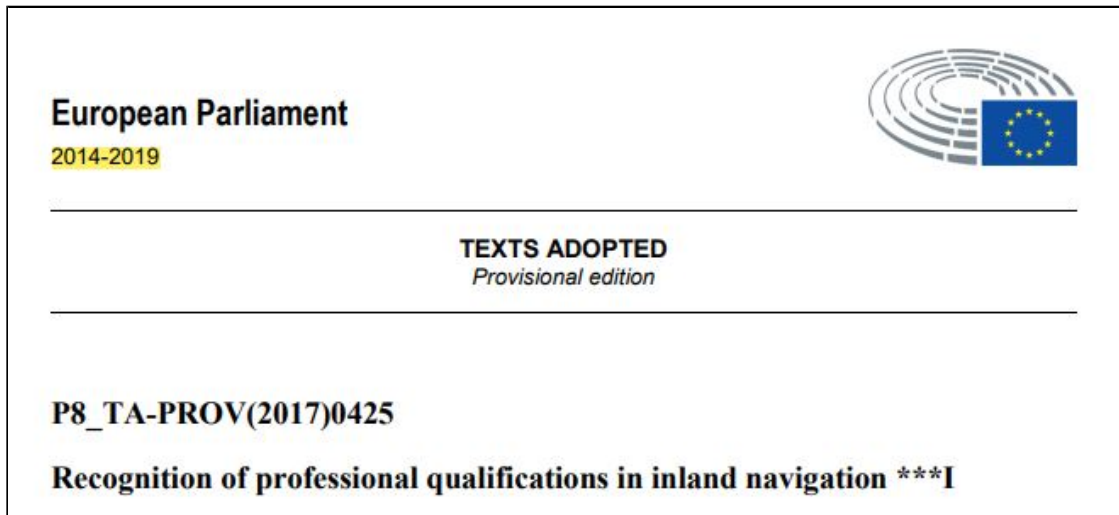 European Parliament
2014-2019
TEXTS ADOPTED
Provisional edition
P8_TA-PROV(2017)0425
Recognition of professional qualifications in inland navigation ***I